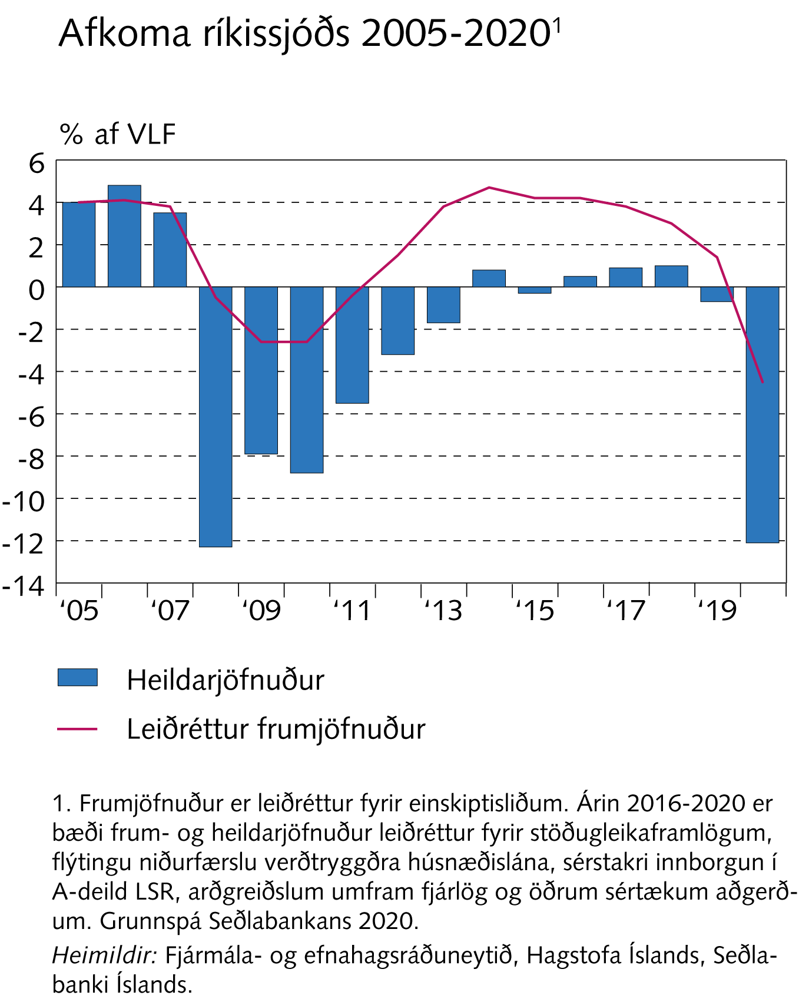 Afkoma ríkissjóðs 2005-2020¹
% af VLF
6
4
2
0
-2
-4
-6
-8
-10
-12
-14
‘05 ‘07 ‘09 ‘11 ‘13 ‘15 ‘17 ‘19
Heildarjöfnuður
Leiðréttur frumjöfnuður
1. Frumjöfnuður er leiðréttur fyrir einskiptisliðum. Árin 2016-2020 er
bæði frum- og heildarjöfnuður leiðréttur fyrir stöðugleikaframlögum,
flýtingu niðurfærslu verðtryggðra húsnæðislána, sérstakri innborgun í
A-deild LSR, arðgreiðslum umfram fjárlög og öðrum sértækum aðgerð-
um. Grunnspá Seðlabankans 2020.
Heimildir: Fjármála- og efnahagsráðuneytið, Hagstofa Íslands, Seðla-
banki Íslands.